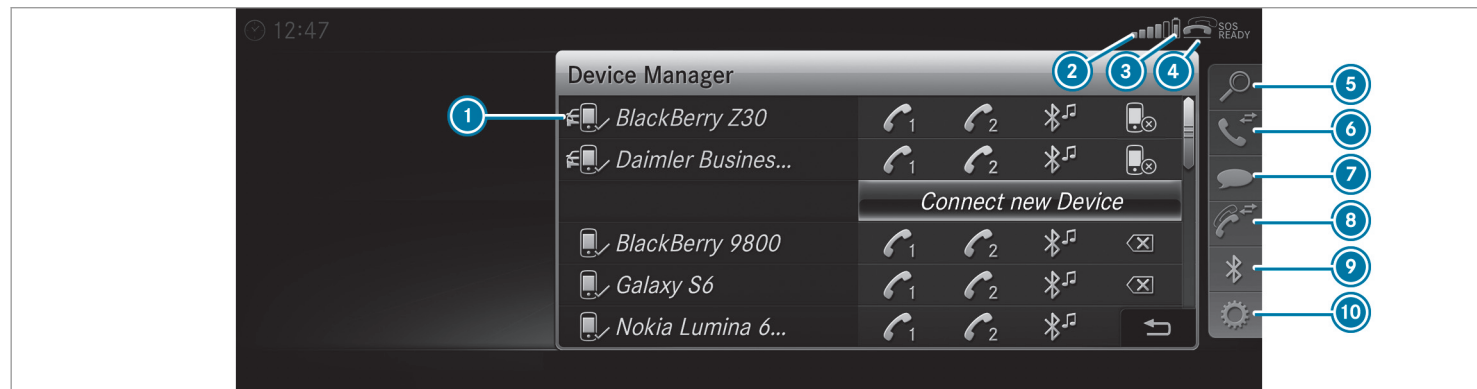 12:47
SOS
READY
2 3 4
Device Manager
5
1
BlackBerry Z30 1 2
6
Daimler Busines... 1 2
7
Connect new Device
8
BlackBerry 9800 1 2
9
Galaxy S6 1 2
10
Nokia Lumina 6... 1 2